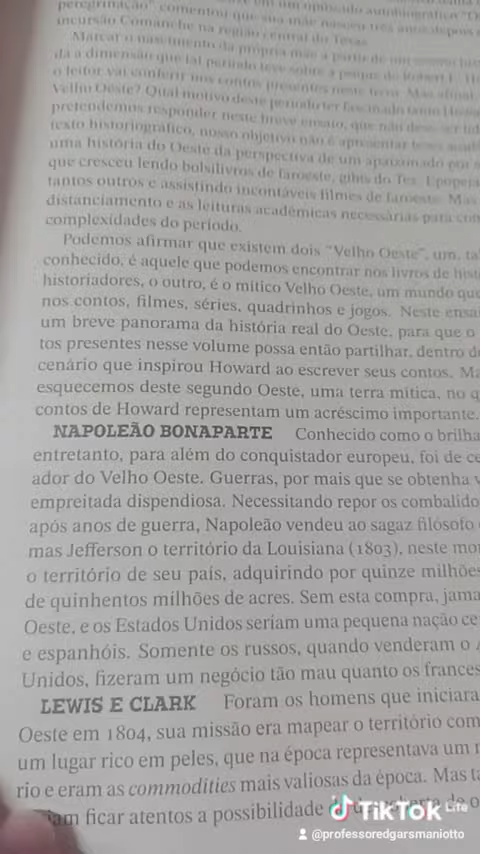 peregrinação" comentou que sua mãe nasceu três anos depois
incursão Comanche na região central do Texas.
Marcar o nascimento da própria mãe a partir de um
da a dimensão que tal período teve sobre a psique de Robert E.
o leitor vai conferir nos contos presentes neste livro. Mas afinal
Velho Oeste? Qual motivo deste período ter fascinado tanto
pretendemos responder neste breve ensaio, que não deve ser
texto historiográfico, nosso objetivo não é apresentar
uma história do Oeste da perspectiva de um apaixonado por
que cresceu lendo bolsilivros de faroeste, gibis do Tex,
tantos outros e assistindo incontáveis filmes de faroeste. Mas
distanciamento e as leituras acadêmicas necessárias para
complexidades do período.
Podemos afirmar que existem dois "Velho Oeste", um,
conhecido, é aquele que podemos encontrar nos livros de
historiadores, o outro, é o mítico Velho Oeste, um mundo que
nos contos, filmes, séries, quadrinhos e jogos. Neste
um breve panorama da história real do Oeste, para que o
tos presentes nesse volume possa então partilhar, dentro
cenário que inspirou Howard ao escrever seus contos.
esquecemos deste segundo Oeste, uma terra mítica, no
contos de Howard representam um acréscimo importante.
NAPOLEÃO BONAPARTE Conhecido como o
entretanto, para além do conquistador europeu, foi de
ador do Velho Oeste. Guerras, por mais que se obtenha
empreitada dispendiosa. Necessitando repor os
após anos de guerra, Napoleão vendeu ao sagaz filósofo
mas Jefferson o território da Louisiana (1803), neste
o território de seu país, adquirindo por quinze
de quinhentos milhões de acres. Sem esta compra,
Oeste, e os Estados Unidos seriam uma pequena nação
e espanhóis. Somente os russos, quando venderam o
Unidos, fizeram um negócio tão mau quanto os
LEWIS E CLARK Foram os homens que
Oeste em 1804, sua missão era mapear o território
um lugar rico em peles, que na época representava um
rio e eram as commodities mais valiosas da época. Mas
ficar atentos a possibilidade
TikTok Lite
@professoredgarsmaniotto